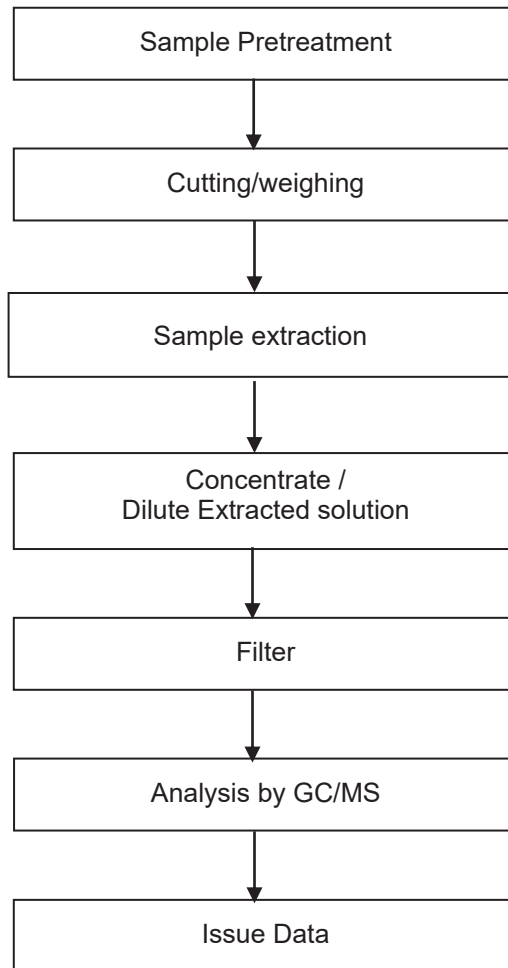 Sample Pretreatment
Cutting/weighing
Sample extraction
Concentrate /
Dilute Extracted solution
Filter
Analysis by GC/MS
Issue Data